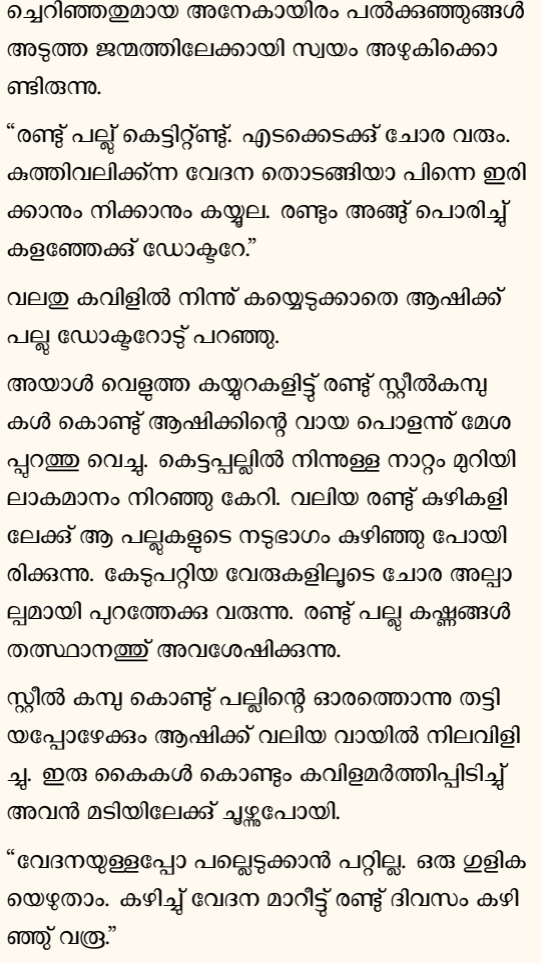 ച്ചെറിഞ്ഞതുമായ അനേകായിരം പൽക്കുഞ്ഞുങ്ങൾ
അടുത്ത ജന്മത്തിലേക്കായി സ്വയം അഴുകിക്കൊ
ണ്ടിരുന്നു.
“രണ്ടു് പല്ല് കെട്ടിറ്റ്ണ്ടു്. എടക്കെടക്കു് ചോര വരും.
കുത്തിവലിക്ക്ന്ന വേദന തൊടങ്ങിയാ പിന്നെ ഇരി
ക്കാനും നിക്കാനും കയ്യൂല. രണ്ടും അങ്ങു് പൊരിച്ചു്
കളഞ്ഞേക്കു് ഡോക്ടറേ.”
വലതു കവിളിൽ നിന്നു് കയ്യെടുക്കാതെ ആഷിക്ക്
പല്ലു ഡോക്ടറോടു് പറഞ്ഞു.
അയാൾ വെളുത്ത കയ്യുറകളിട്ടു് രണ്ടു് സ്റ്റീൽകമ്പു
കൾ കൊണ്ടു് ആഷിക്കിന്റെ വായ പൊളന്നു് മേശ
പ്പുറത്തു വെച്ചു. കെട്ടപ്പല്ലിൽ നിന്നുള്ള നാറ്റം മുറിയി
ലാകമാനം നിറഞ്ഞു കേറി. വലിയ രണ്ടു് കുഴികളി
ലേക്കു് ആ പല്ലുകളുടെ നടുഭാഗം കുഴിഞ്ഞു പോയി
രിക്കുന്നു. കേടുപറ്റിയ വേരുകളിലൂടെ ചോര അല്പാ
ല്പമായി പുറത്തേക്കു വരുന്നു. രണ്ടു് പല്ലു കഷ്ണങ്ങൾ
തത്സ്ഥാനത്തു് അവശേഷിക്കുന്നു.
സ്റ്റീൽ കമ്പു കൊണ്ടു് പല്ലിന്റെ ഓരത്തൊന്നു തട്ടി
യപ്പോഴേക്കും ആഷിക്ക് വലിയ വായിൽ നിലവിളി
ച്ചു. ഇരു കൈകൾ കൊണ്ടും കവിളമർത്തിപ്പിടിച്ചു്
അവൻ മടിയിലേക്കു് ചൂഴ്ന്നുപോയി.
“വേദനയുള്ളപ്പോ പല്ലെടുക്കാൻ പറ്റില്ല. ഒരു ഗുളിക
യെഴുതാം. കഴിച്ചു് വേദന മാറീട്ടു് രണ്ടു് ദിവസം കഴി
ഞ്ഞു് വരൂ.”